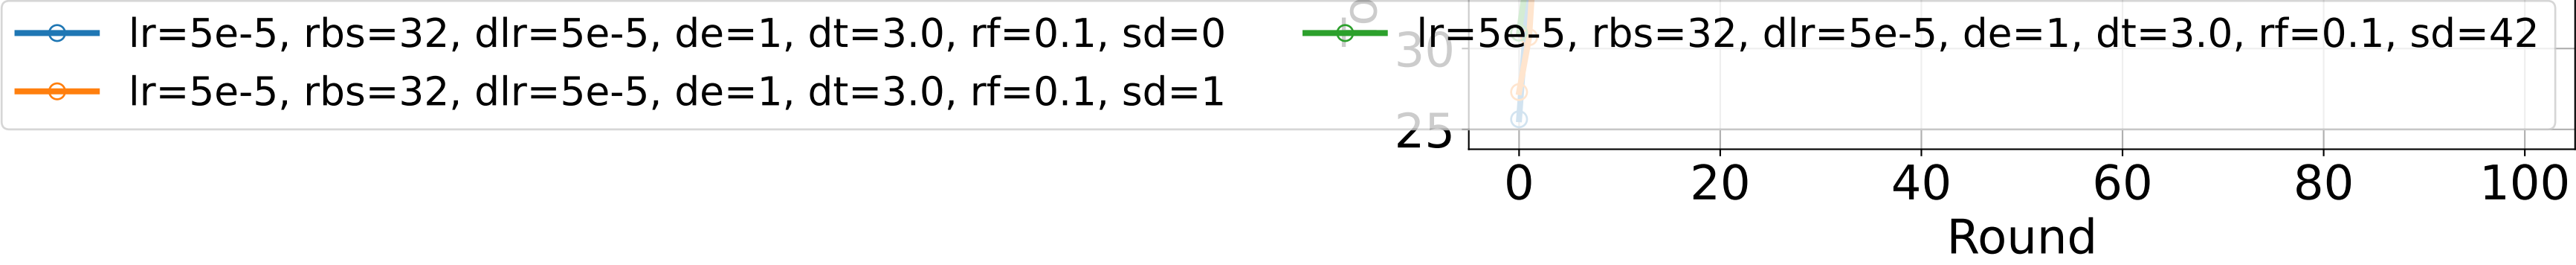 lr=5e-5, rbs=32, dlr=5e-5, de=1, dt=3.0, rf=0.1, sd=0
lr=5e-5, rbs=32, dlr=5e-5, de=1, dt=3.0, rf=0.1, sd=1
lr=5e-5, rbs=32, dlr=5e-5, de=1, dt=3.0, rf=0.1, sd=42
30
25
0 20 40 60 80 100
Round